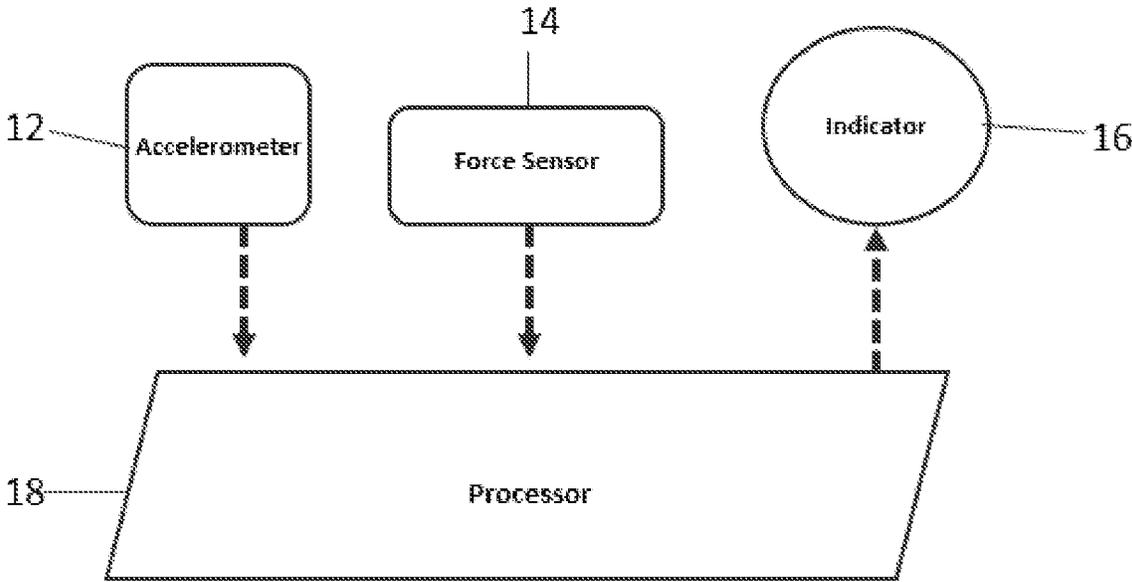 14
12
Accelerometer
Force Sensor
Indicator
16
18
Processor